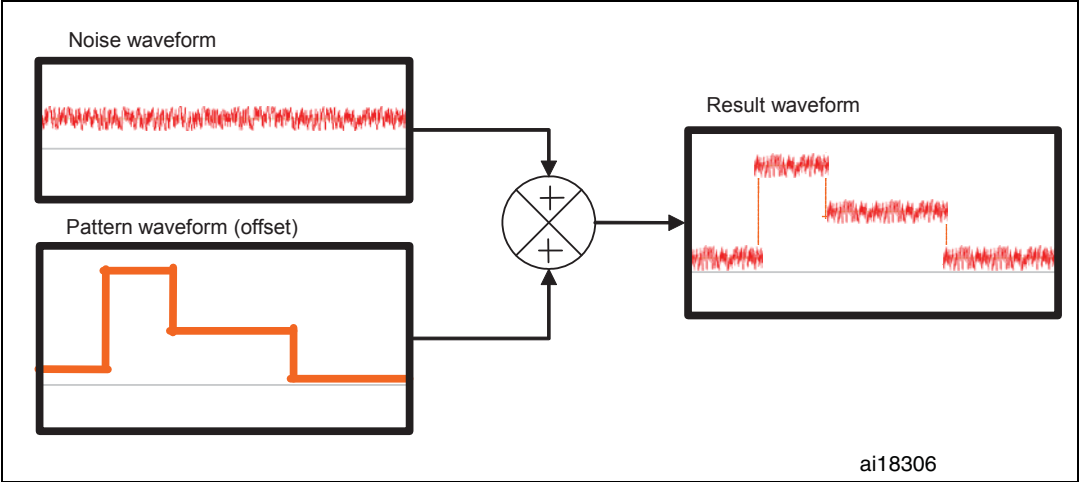 Noise waveform
Pattern waveform (offset)
+
+
Result waveform
ai18306